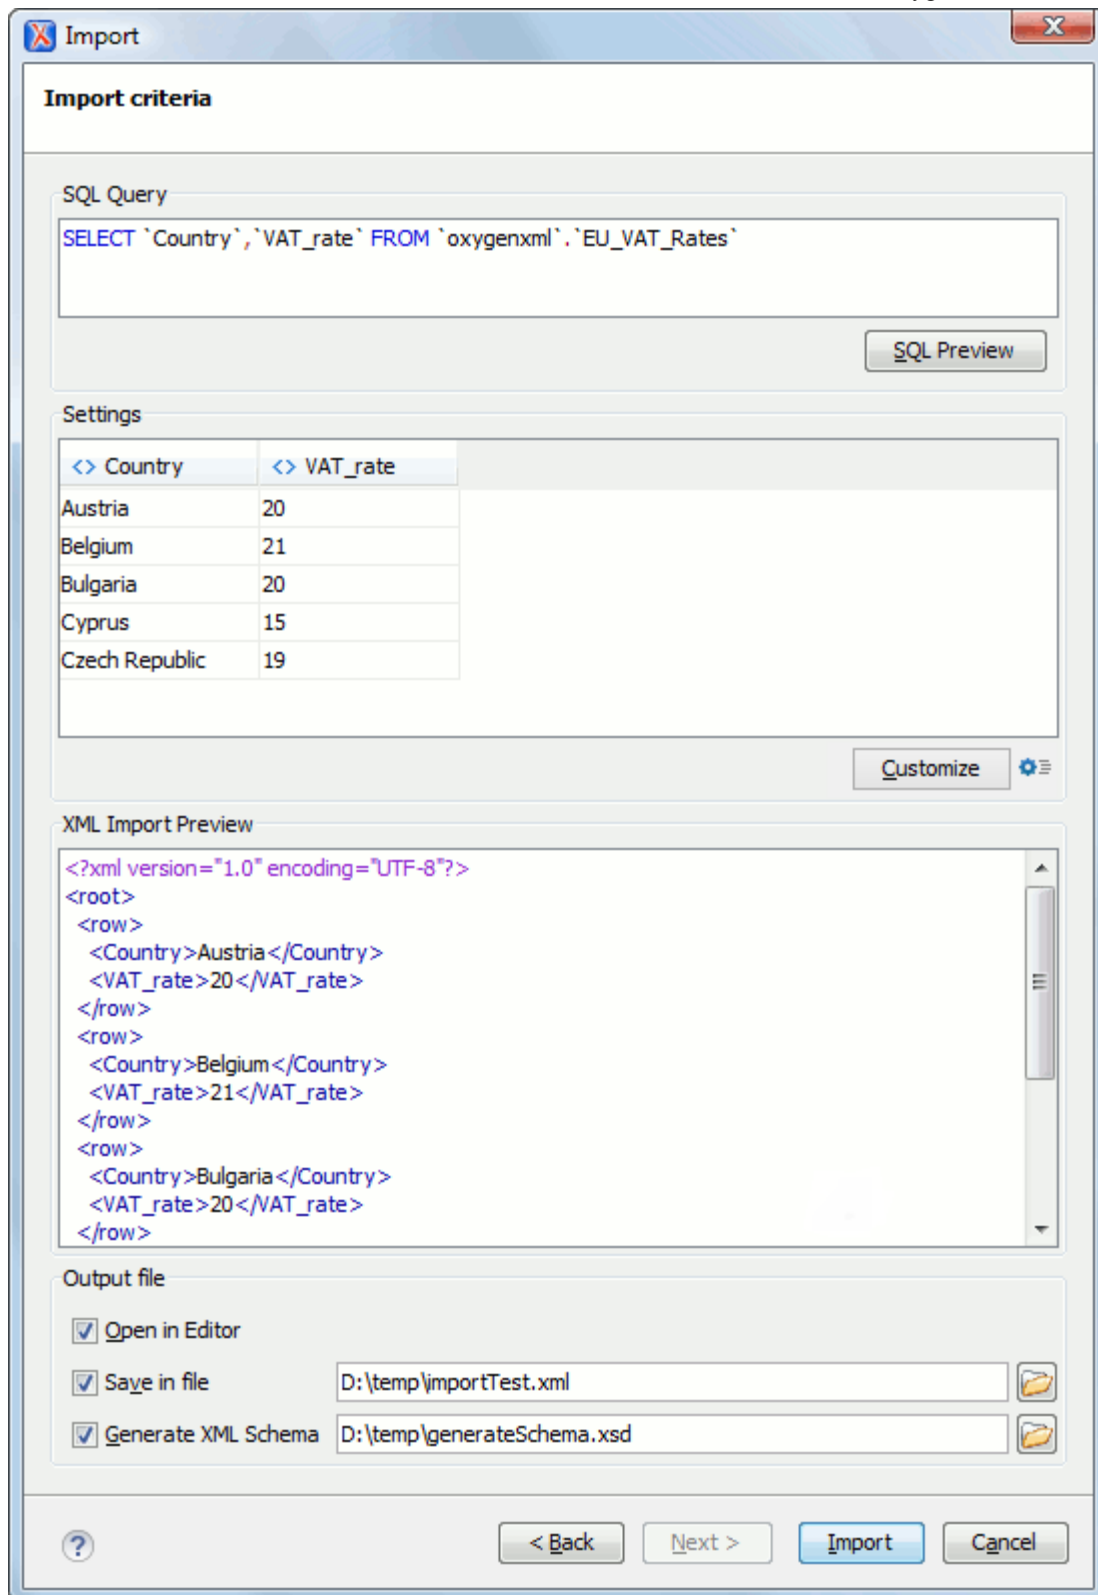 Import
Import criteria
SQL Query
SELECT `Country`,`VAT_rate` FROM `oxygenxml`.`EU_VAT_Rates`
SQL Preview
Settings
<> Country <> VAT_rate
Austria 20
Belgium 21
Bulgaria 20
Cyprus 15
Czech Republic 19
Customize
XML Import Preview
<?xml version="1.0" encoding="UTF-8"?>
<root>
<row>
<Country>Austria</Country>
<VAT_rate>20</VAT_rate>
</row>
<row>
<Country>Belgium</Country>
<VAT_rate>21</VAT_rate>
</row>
<row>
<Country>Bulgaria</Country>
<VAT_rate>20</VAT_rate>
</row>
Output file
Open in Editor
Save in file D:\temp\importTest.xml
Generate XML Schema D:\temp\generateSchema.xsd
? < Back Next > Import Cancel